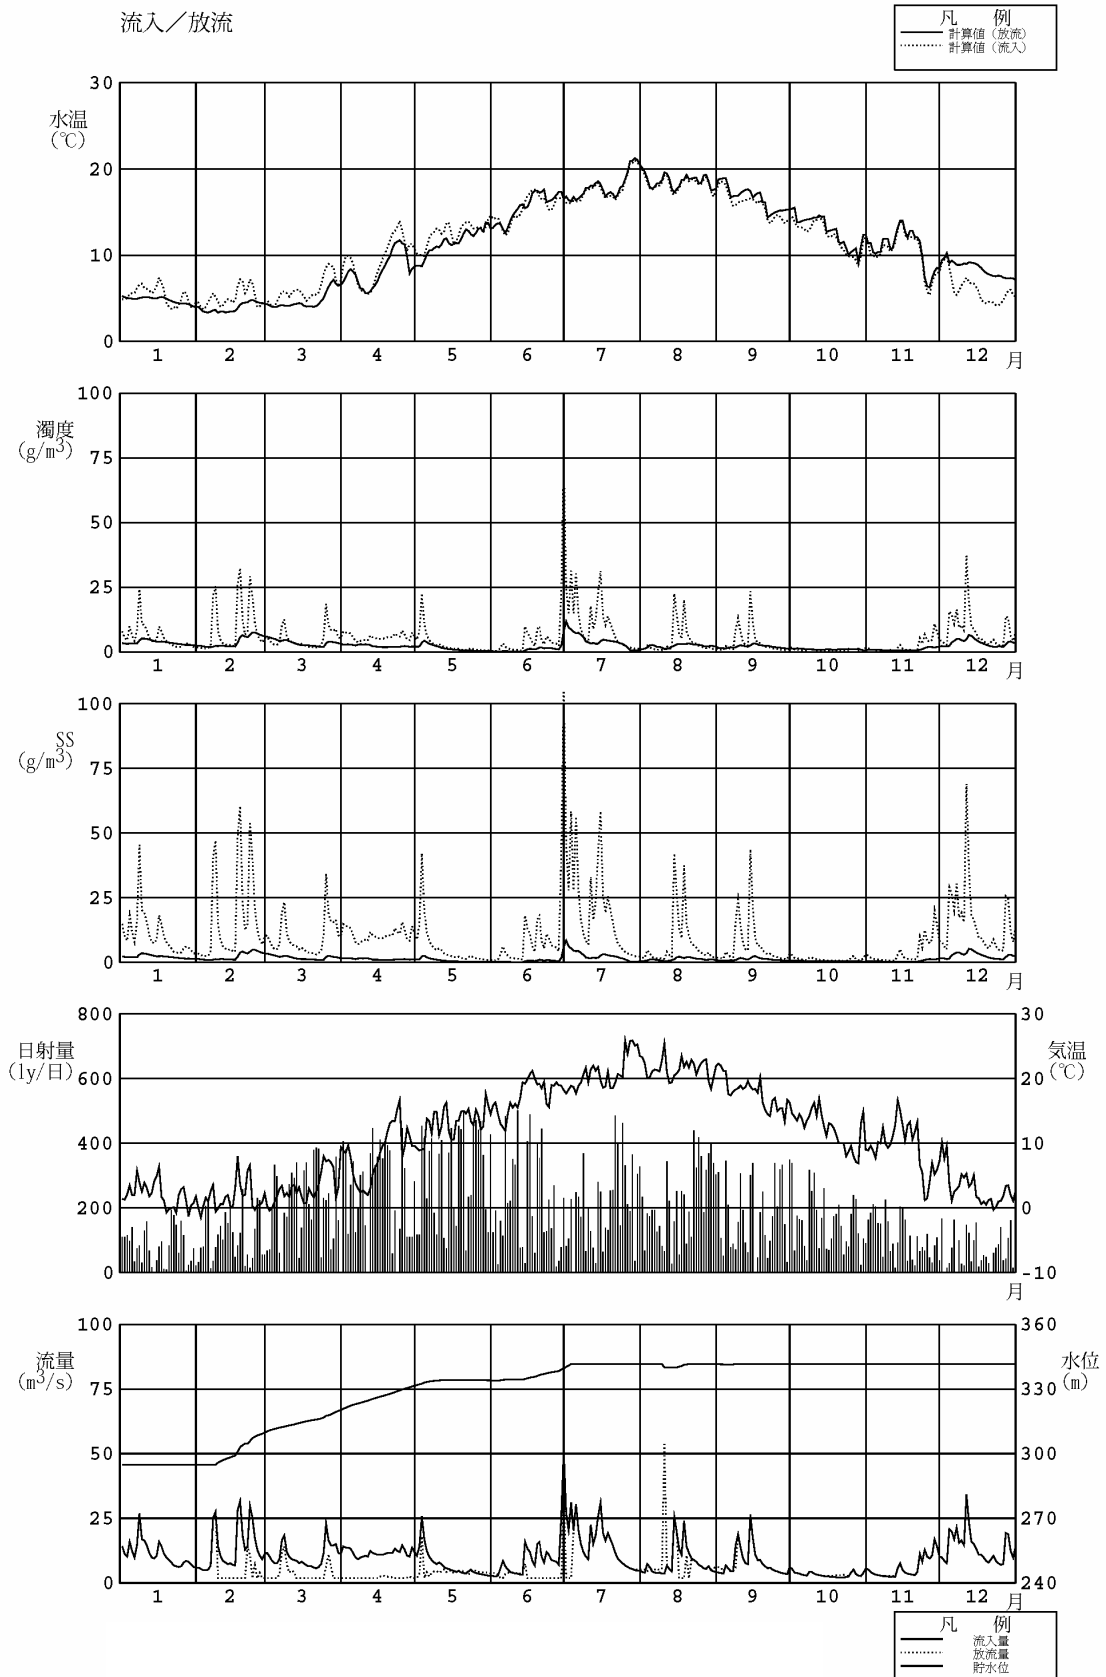 流入／放流
凡 例
計算値（放流）
計算値（流入）
水温
(℃)
30
20
10
0
1 2 3 4 5 6 7 8 9 10 11 12 月
濁度
(g/m3)
100
75
50
25
0
1 2 3 4 5 6 7 8 9 10 11 12 月
SS
(g/m3)
100
75
50
25
0
1 2 3 4 5 6 7 8 9 10 11 12 月
日射量
(ly/日)
800
600
400
200
0
気温
(℃)
30
20
10
0
-10
月
流量
(m3/s)
100
75
50
25
0
水位
(m)
360
330
300
270
240
1 2 3 4 5 6 7 8 9 10 11 12 月
凡 例
流入量
放流量
貯水位